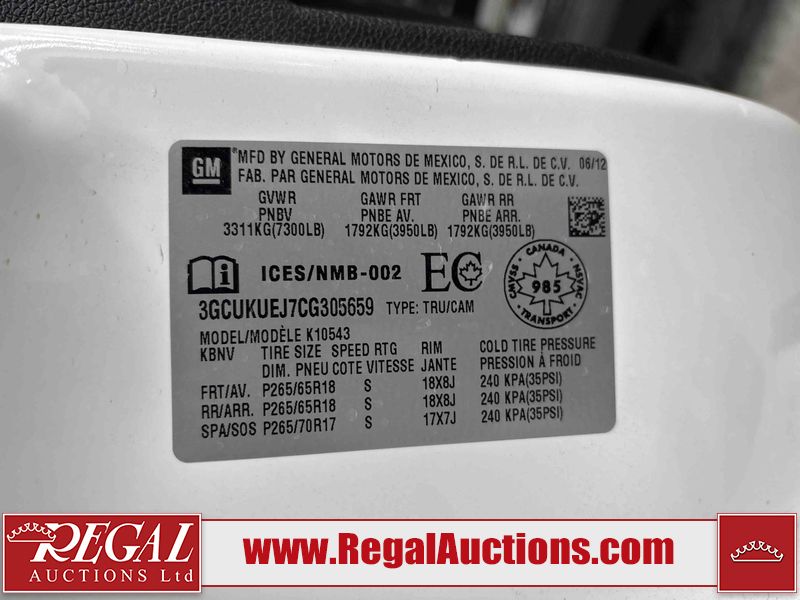 GM
MFD BY GENERAL MOTORS DE MEXICO, S. DE R.L. DE C.V. 06/12
FAB. PAR GENERAL MOTORS DE MEXICO, S. DE R.L. DE C.V.
GVWR GAWR FRT GAWR RR
PNBV PNBE AV. PNBE ARR.
3311KG(7300LB) 1792KG(3950LB) 1792KG(3950LB)
i ICES/NMB-002 EC
CANADA CMVSS 985 NSVAC TRANSPORT
3GCUKUEJ7CG305659 TYPE: TRU/CAM
MODEL/MODÈLE K10543
KBNV TIRE SIZE SPEED RTG RIM COLD TIRE PRESSURE
DIM. PNEU COTE VITESSE JANTE PRESSION À FROID
FRT/AV. P265/65R18 S 18X8J 240 KPA(35PSI)
RR/ARR. P265/65R18 S 18X8J 240 KPA(35PSI)
SPA/SOS P265/70R17 S 17X7J 240 KPA(35PSI)
REGAL
AUCTIONS Ltd
www.RegalAuctions.com